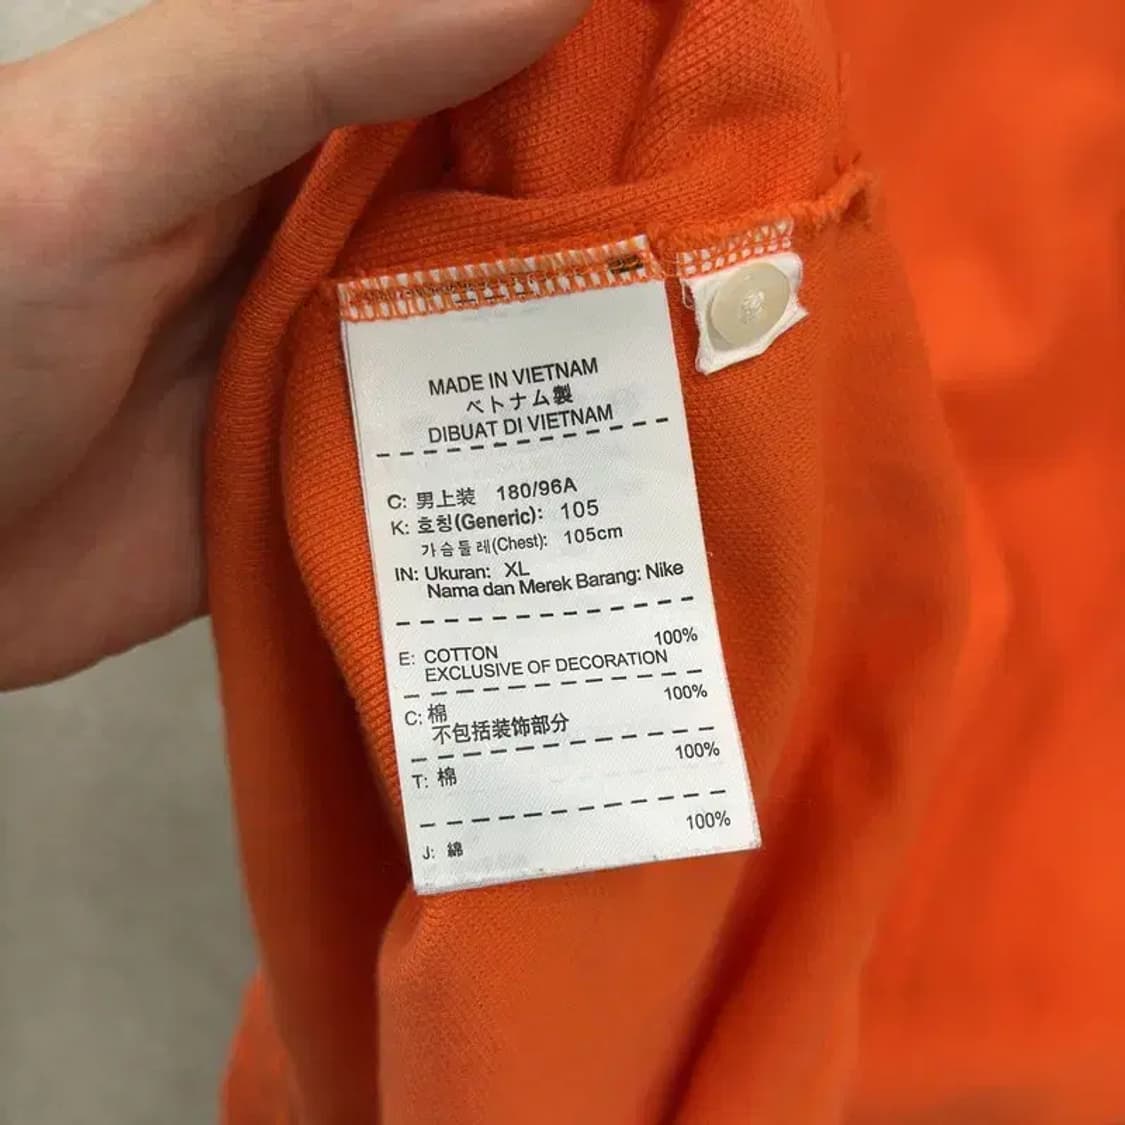 MADE IN VIETNAM
ベトナム製
DIBUAT DI VIETNAM
C: 男上装 180/96A
K: 호칭(Generic): 105
가슴둘레(Chest): 105cm
IN: Ukuran: XL
Nama dan Merek Barang: Nike
E: COTTON 100%
EXCLUSIVE OF DECORATION
C: 棉 100%
不包括装饰部分
T: 棉 100%
J: 綿 100%